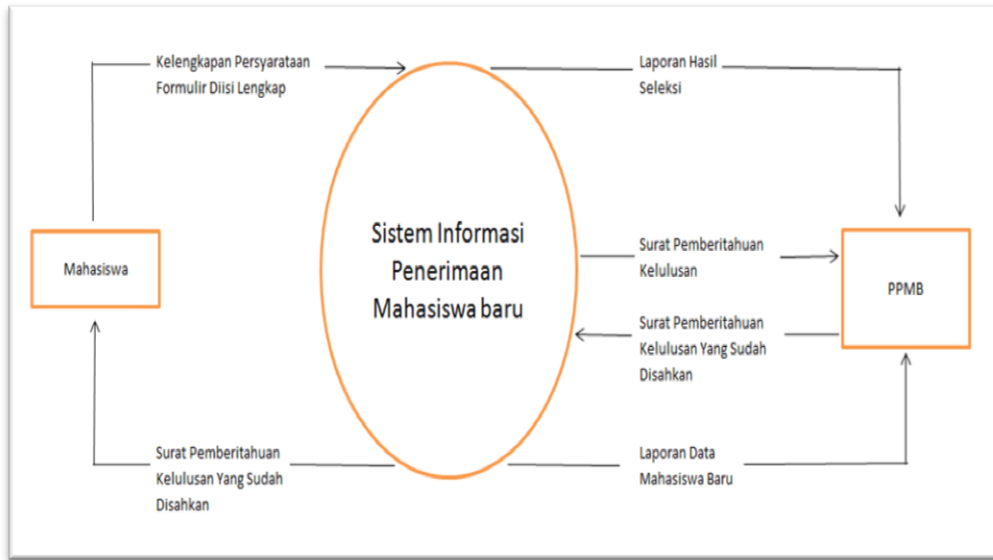 Kelengkapan Persyarataan
Formulir Diisi Lengkap
Laporan Hasil
Seleksi
Mahasiswa
Sistem Informasi
Penerimaan
Mahasiswa baru
Surat Pemberitahuan
Kelulusan
PPMB
Surat Pemberitahuan
Kelulusan Yang Sudah
Disahkan
Surat Pemberitahuan
Kelulusan Yang Sudah
Disahkan
Laporan Data
Mahasiswa Baru